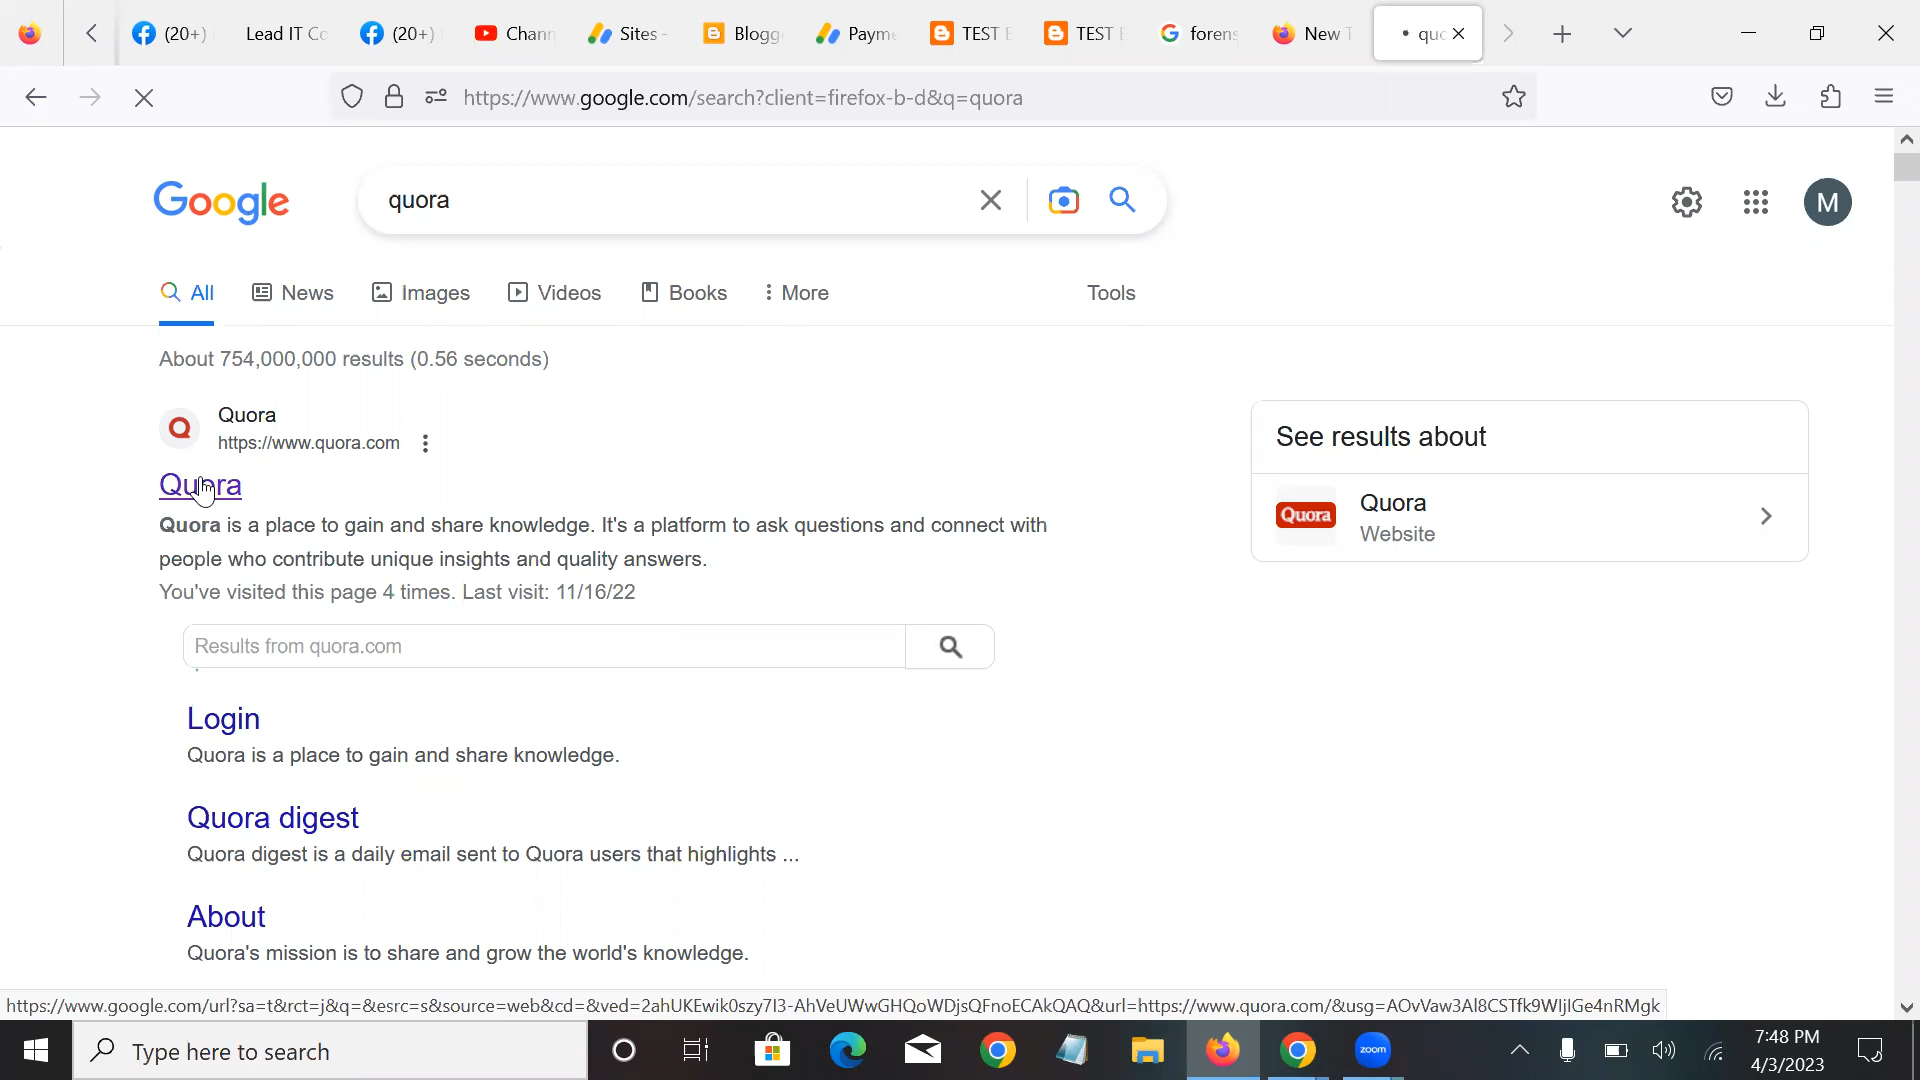 (20+)
Lead IT Co
(20+)
Chann
Sites -
Blogge
Payme
TEST E
TEST E
forens
New T
quo
https://www.google.com/search?client=firefox-b-d&q=quora
Google
quora
M
All
News
Images
Videos
Books
More
Tools
About 754,000,000 results (0.56 seconds)
Quora
https://www.quora.com
Quora
Quora is a place to gain and share knowledge. It's a platform to ask questions and connect with
people who contribute unique insights and quality answers.
You've visited this page 4 times. Last visit: 11/16/22
Results from quora.com
Login
Quora is a place to gain and share knowledge.
Quora digest
Quora digest is a daily email sent to Quora users that highlights ...
About
Quora's mission is to share and grow the world's knowledge.
See results about
Quora
Quora
Website
https://www.google.com/url?sa=t&rct=j&q=&esrc=s&source=web&cd=&ved=2ahUKEwik0szy7I3-AhVeUWwGHQoWDjsQFnoECAkQAQ&url=https://www.quora.com/&usg=AOvVaw3Al8CSTfk9WIjlGe4nRMgk
Type here to search
zoom
7:48 PM
4/3/2023